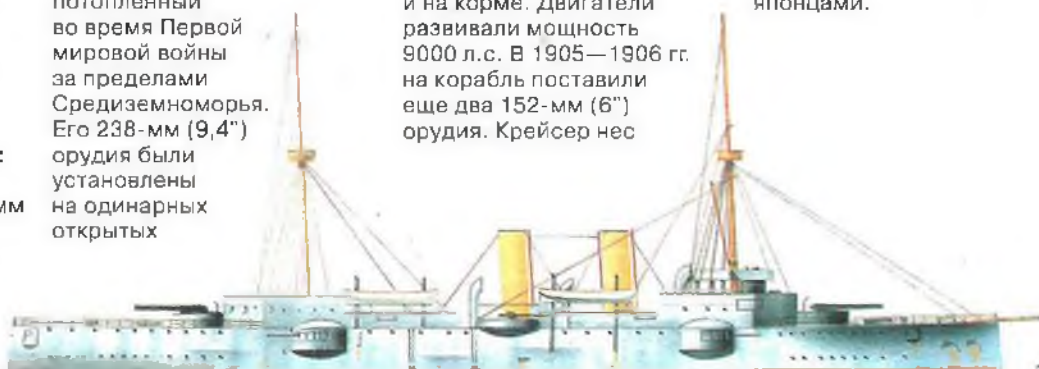 потопленный
во время Первой
мировой войны
за пределами
Средиземноморья.
Его 238-мм (9,4")
орудия были
установлены
на одинарных
открытых
мм
и на корме. Двигатели
развивали мощность
9000 л.с. В 1905—1906 гг.
на корабль поставили
еще два 152-мм (6")
орудия. Крейсер нес
японцами.